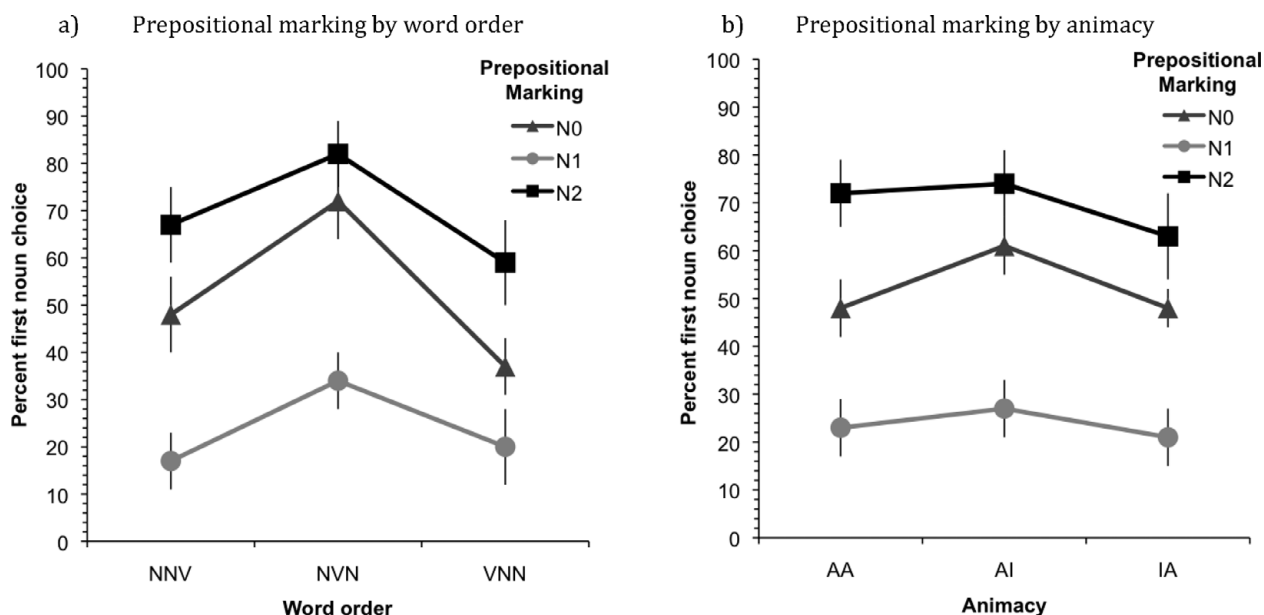 a) Prepositional marking by word order
Prepositional
Marking
N0
N1
N2
Percent first noun choice
100
90
80
70
60
50
40
30
20
10
0
NNV NVN VNN
Word order
b) Prepositional marking by animacy
Prepositional
Marking
N0
N1
N2
Percent first noun choice
100
90
80
70
60
50
40
30
20
10
0
AA AI IA
Animacy